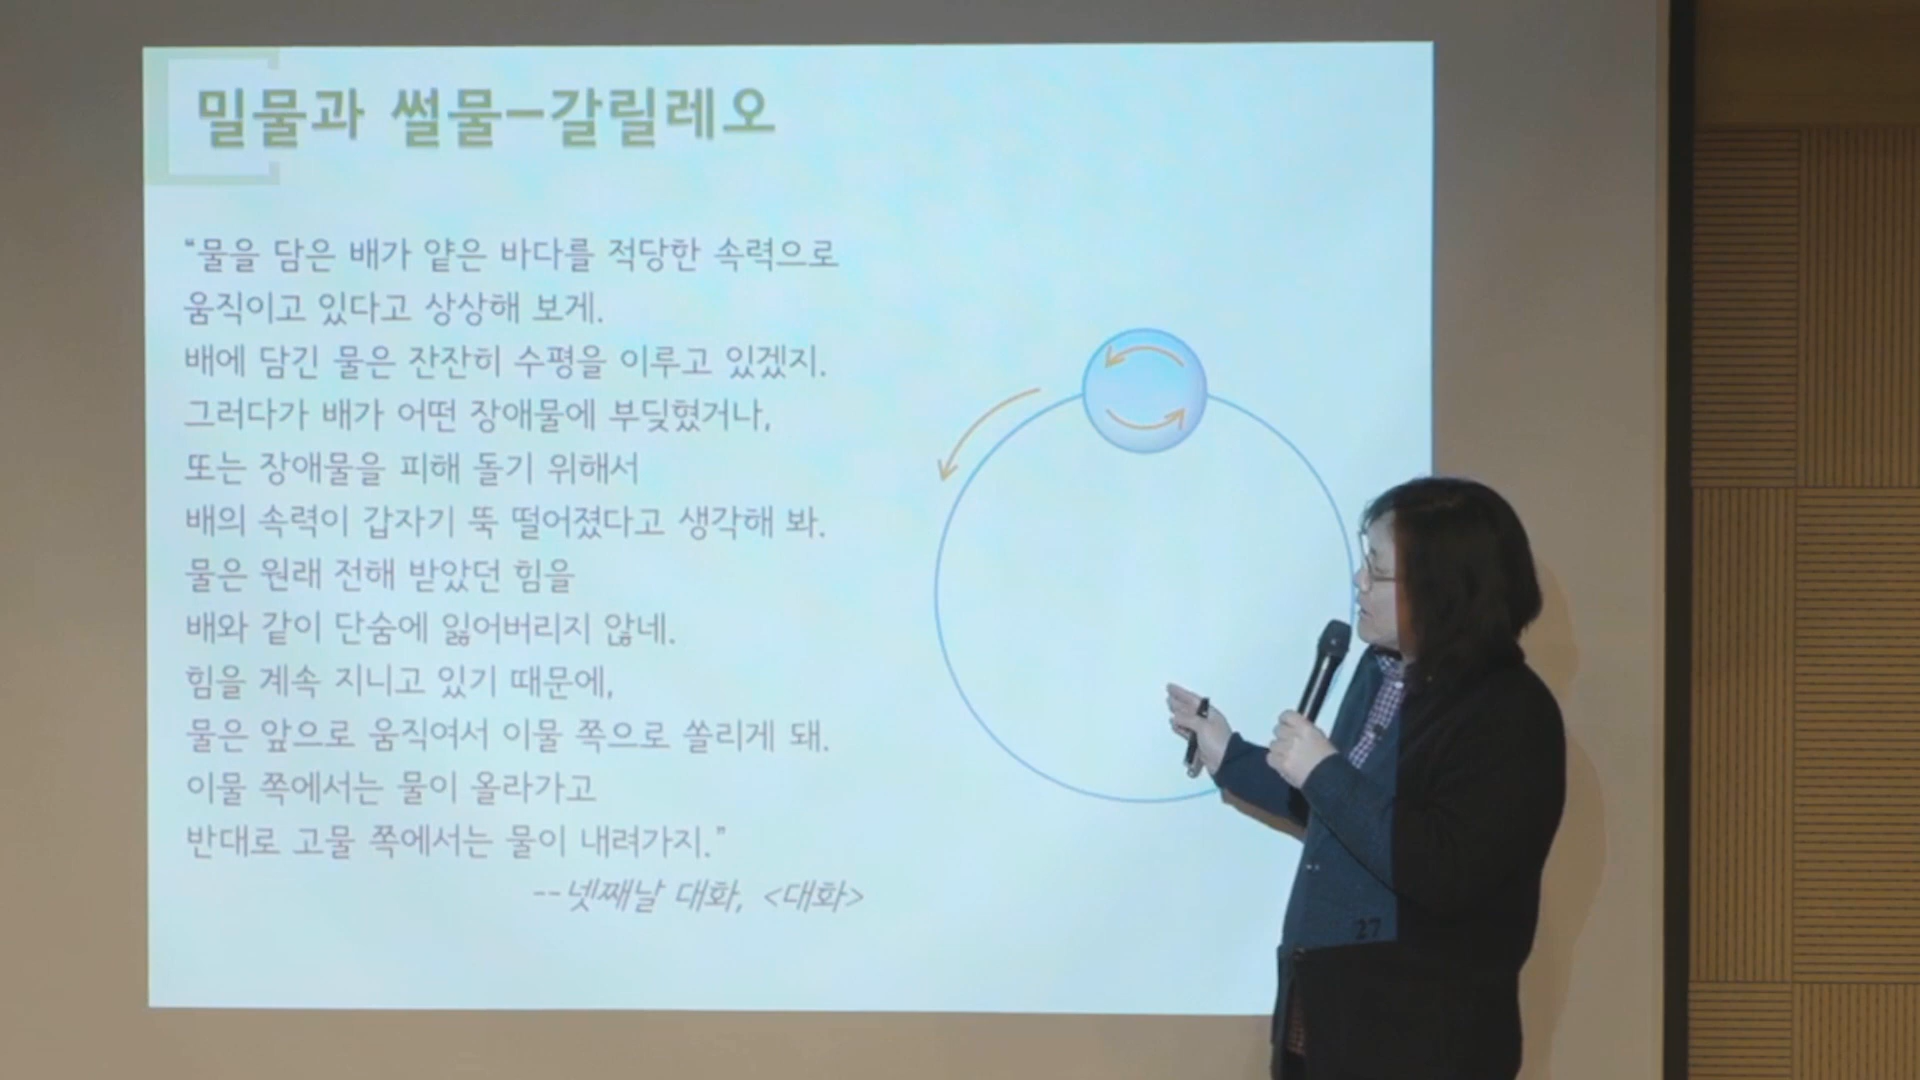 밀물과 썰물-갈릴레오
“물을 담은 배가 얕은 바다를 적당한 속력으로
움직이고 있다고 상상해 보게.
배에 담긴 물은 잔잔히 수평을 이루고 있겠지.
그러다가 배가 어떤 장애물에 부딪혔거나,
또는 장애물을 피해 돌기 위해서
배의 속력이 갑자기 뚝 떨어졌다고 생각해 봐.
물은 원래 전해 받았던 힘을
배와 같이 단숨에 잃어버리지 않네.
힘을 계속 지니고 있기 때문에,
물은 앞으로 움직여서 이물 쪽으로 쏠리게 돼.
이물 쪽에서는 물이 올라가고
반대로 고물 쪽에서는 물이 내려가지.”
--넷째날 대화, <대화>
27